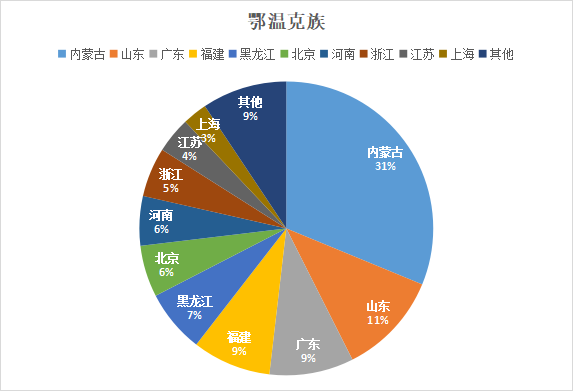 鄂温克族
内蒙古 山东 广东 福建 黑龙江 北京 河南 浙江 江苏 上海 其他
内蒙古
31%
山东
11%
广东
9%
福建
9%
黑龙江
7%
北京
6%
河南
6%
浙江
5%
江苏
4%
上海
3%
其他
9%